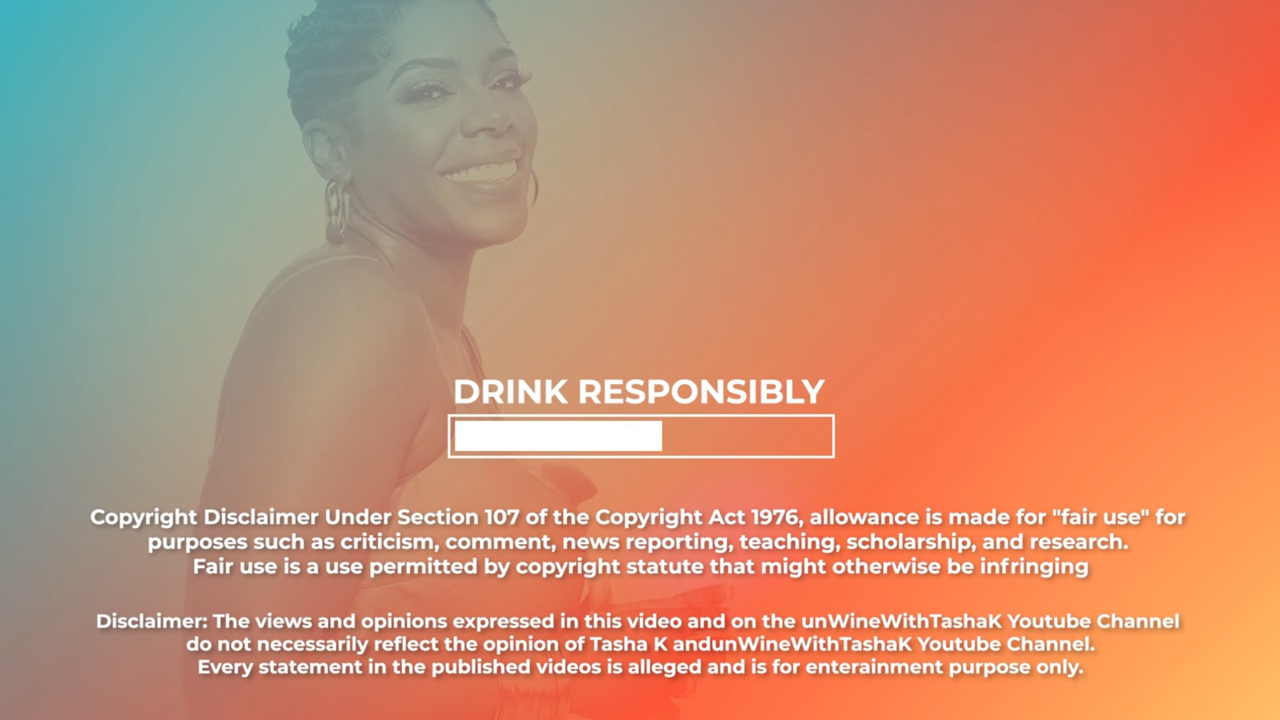 DRINK RESPONSIBLY
Copyright Disclaimer Under Section 107 of the Copyright Act 1976, allowance is made for "fair use" for
purposes such as criticism, comment, news reporting, teaching, scholarship, and research.
Fair use is a use permitted by copyright statute that might otherwise be infringing
Disclaimer: The views and opinions expressed in this video and on the unWineWithTashaK Youtube Channel
do not necessarily reflect the opinion of Tasha K andunWineWithTashaK Youtube Channel.
Every statement in the published videos is alleged and is for enterainment purpose only.